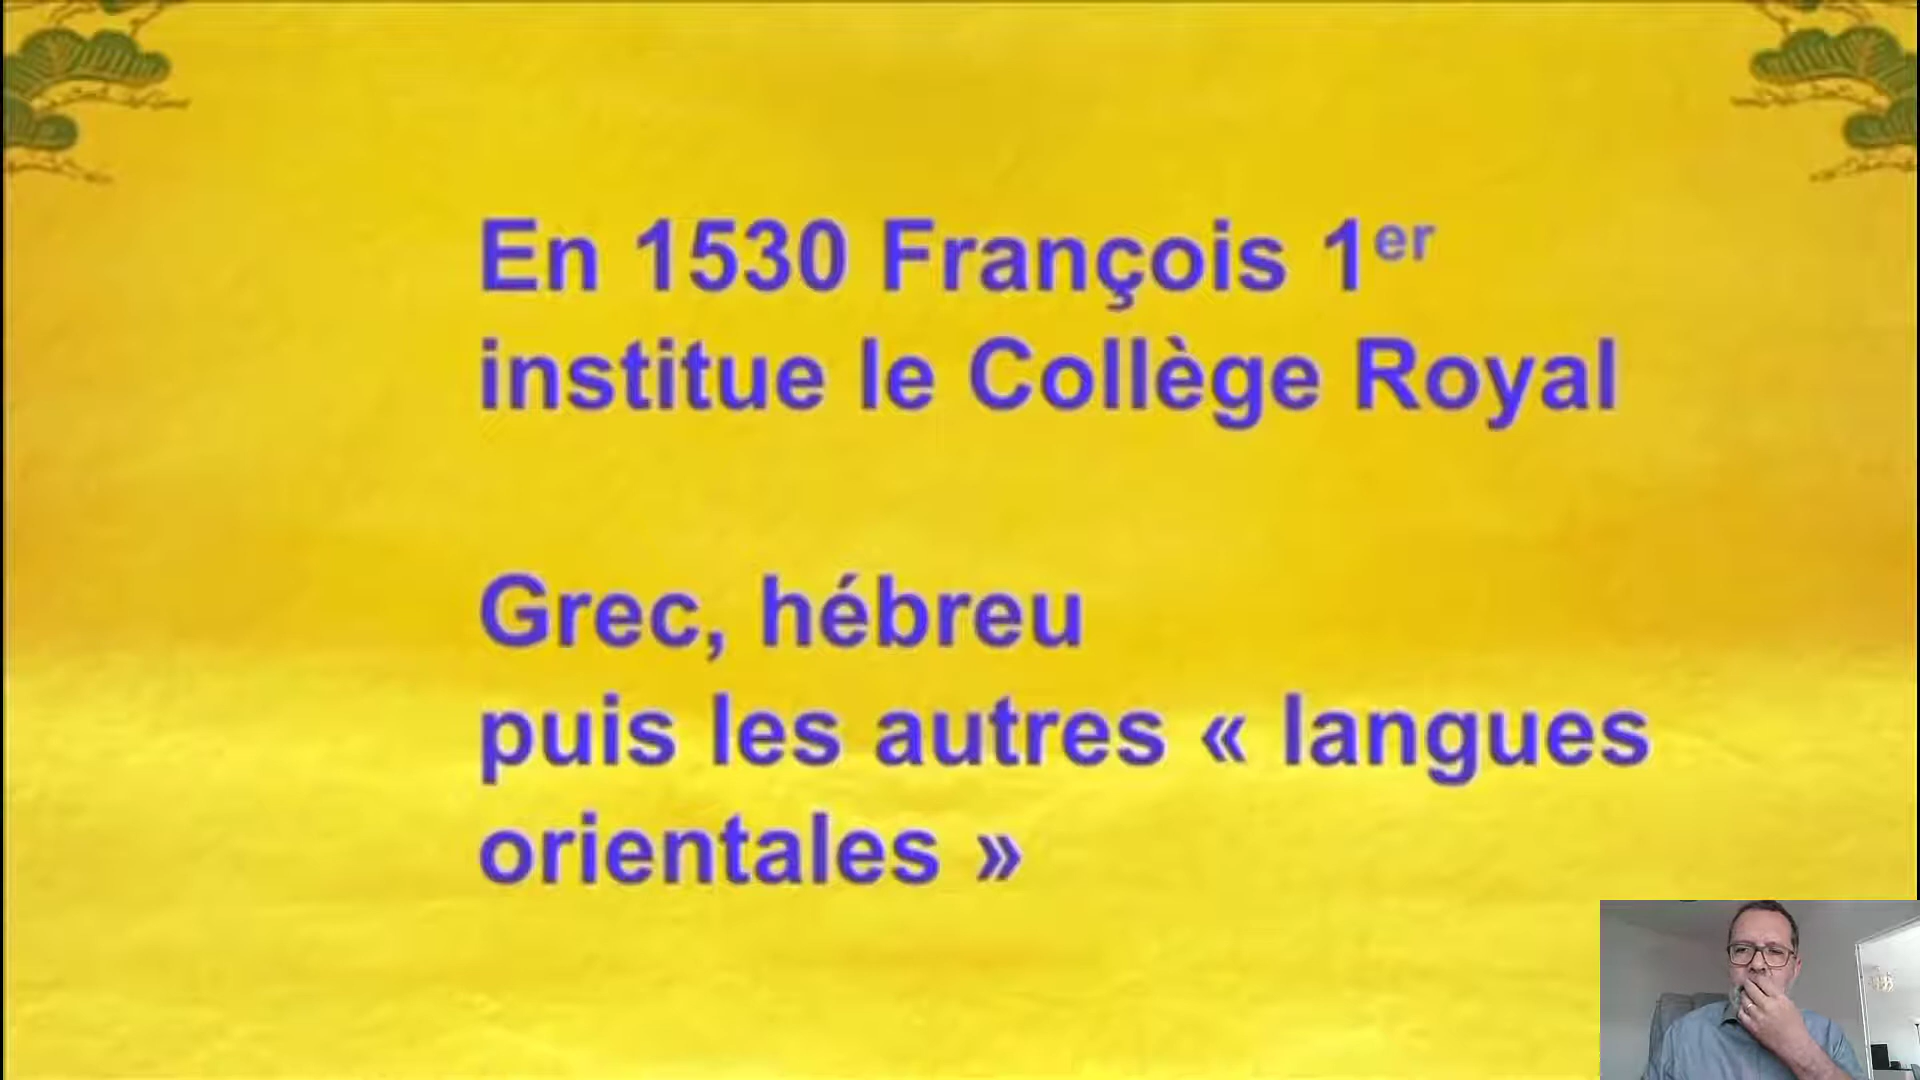 En 1530 François 1er
institue le Collège Royal
Grec, hébreu
puis les autres « langues
orientales »